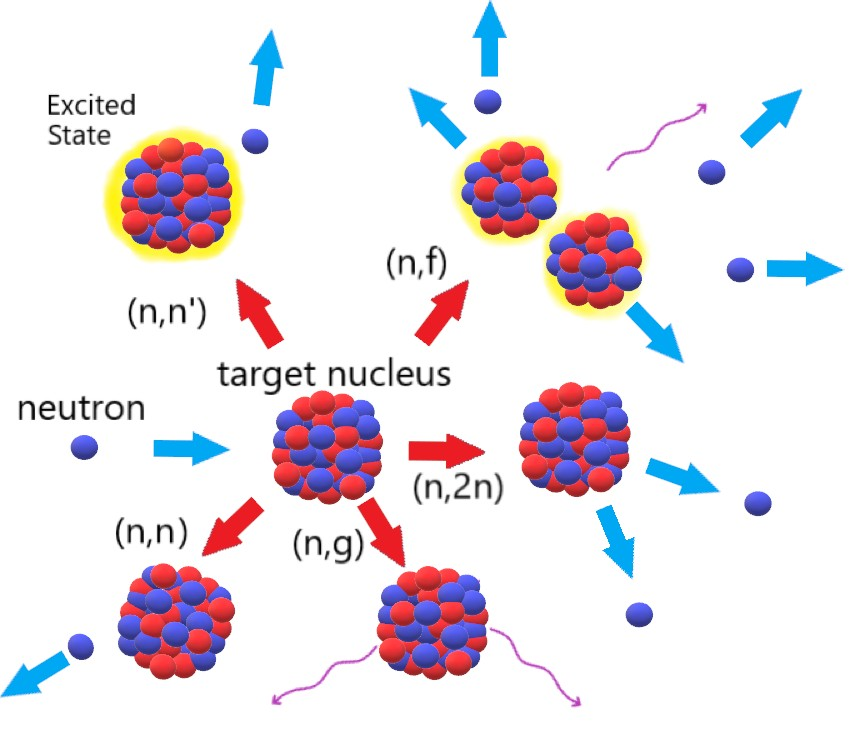 Excited
State
(n,f)
(n,n')
target nucleus
neutron
(n,2n)
(n,n)
(n,g)